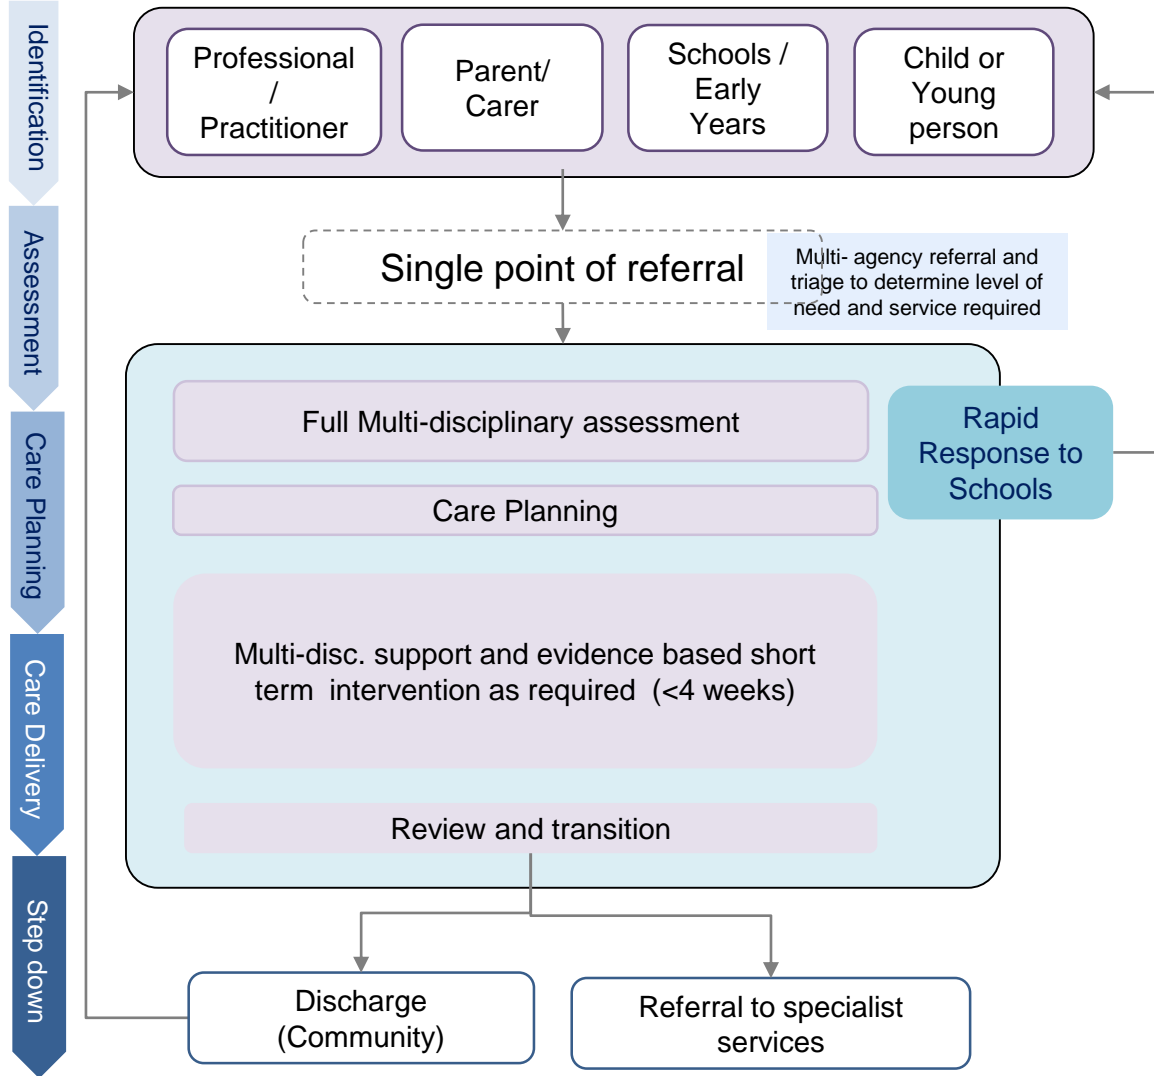 Identification
Assessment
Care Planning
Care Delivery
Step down
Professional
/
Practitioner
Parent/
Carer
Schools /
Early
Years
Child or
Young
person
Single point of referral
Multi- agency referral and
triage to determine level of
need and service required
Full Multi-disciplinary assessment
Rapid
Response to
Schools
Care Planning
Multi-disc. support and evidence based short
term intervention as required (<4 weeks)
Review and transition
Discharge
(Community)
Referral to specialist
services